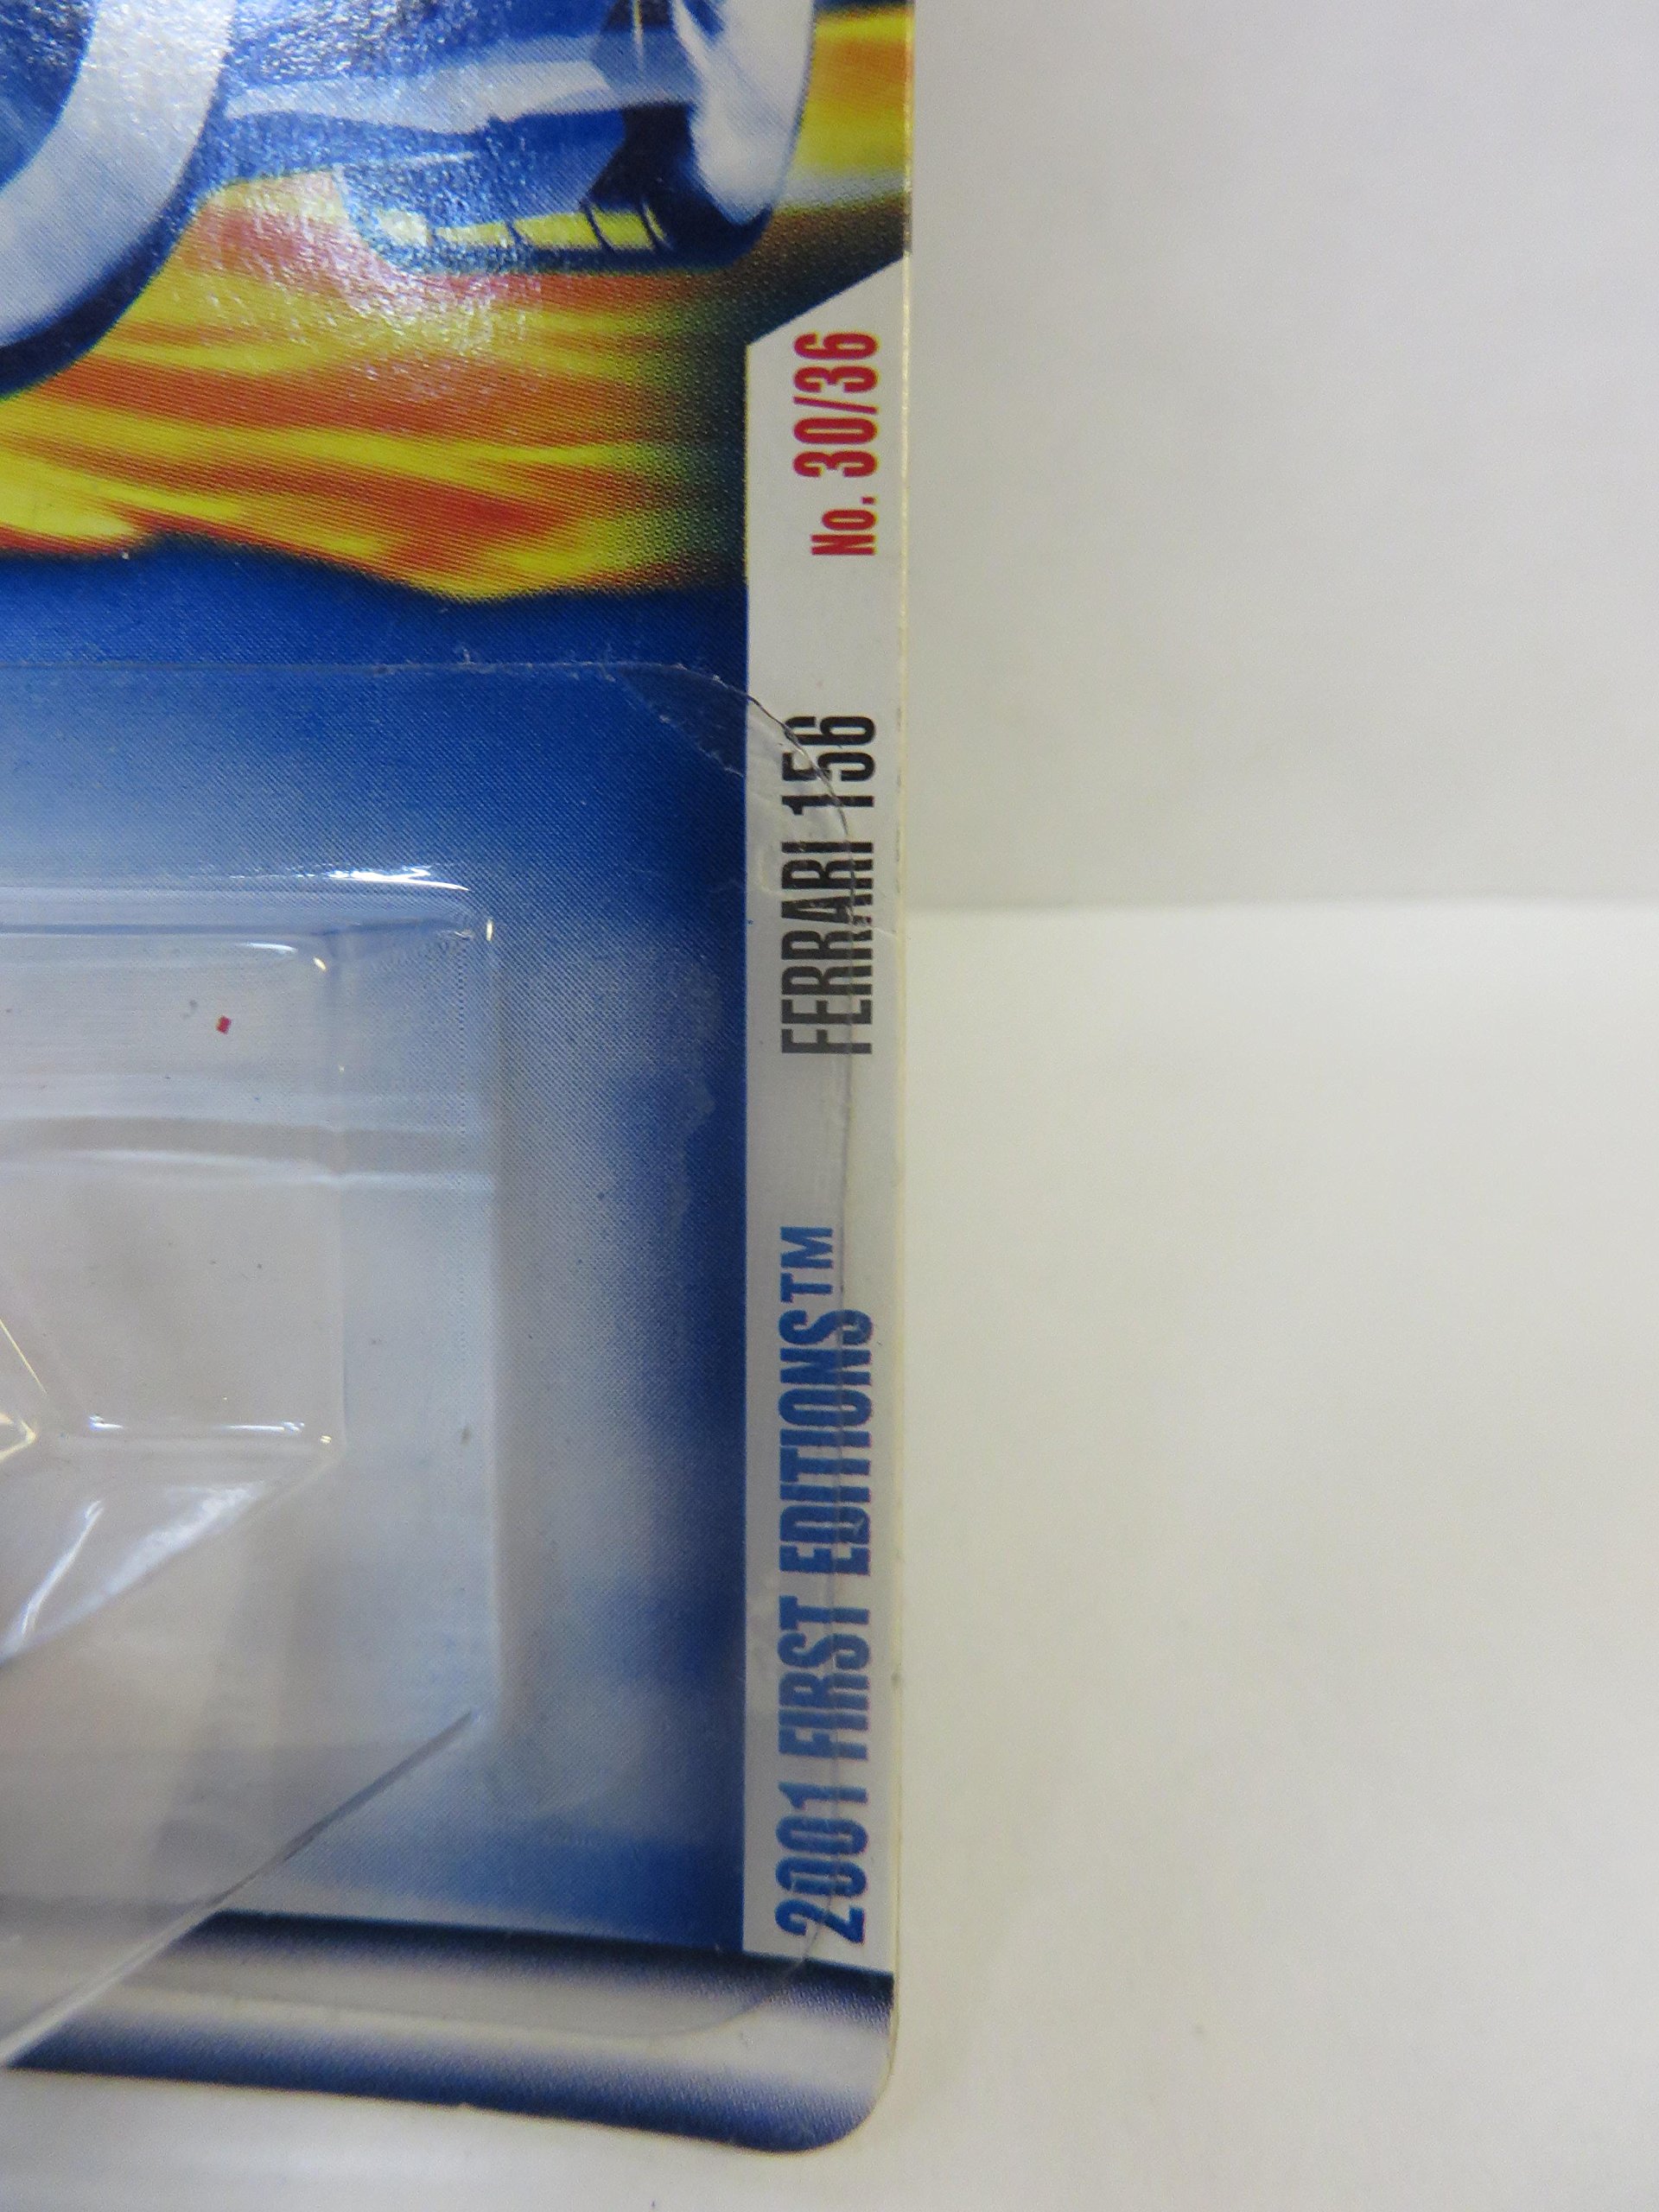 2001 FIRST EDITIONS™ FERRARI 156 No. 30/36